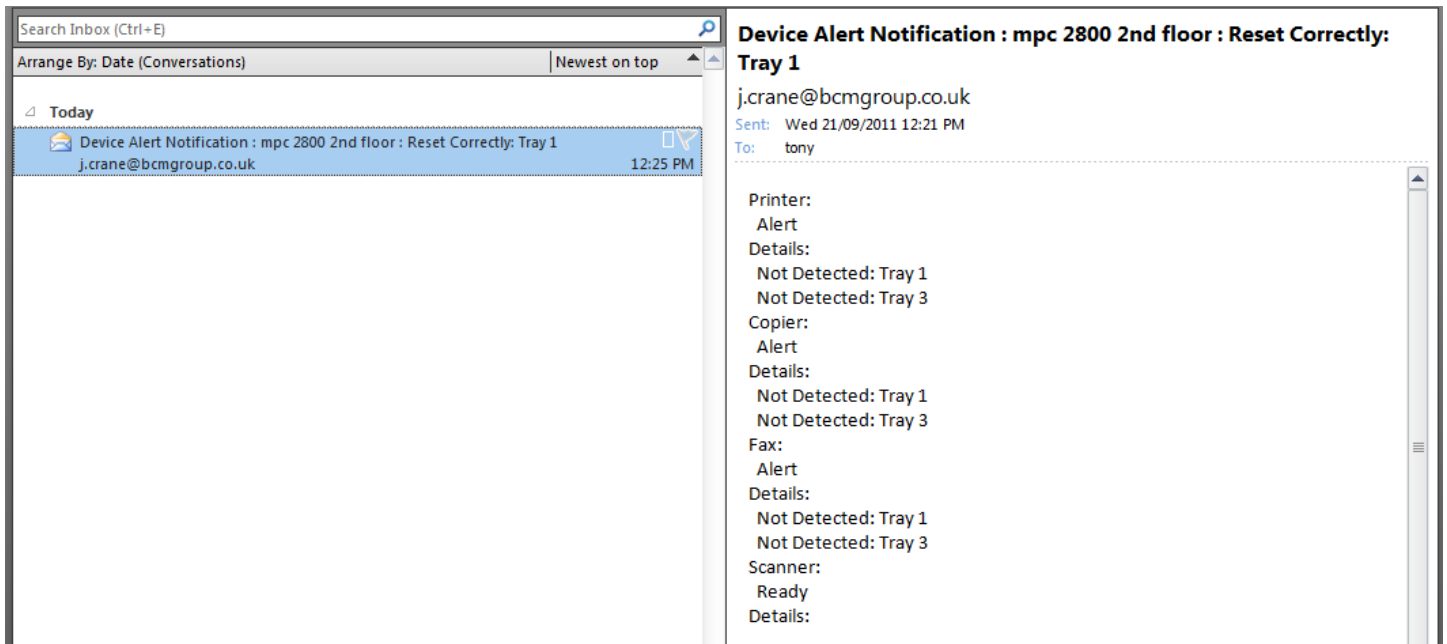 Search Inbox (Ctrl+E)
Arrange By: Date (Conversations)
Newest on top
Today
Device Alert Notification : mpc 2800 2nd floor : Reset Correctly: Tray 1
j.crane@bcmgroup.co.uk
12:25 PM
Device Alert Notification : mpc 2800 2nd floor : Reset Correctly:
Tray 1
j.crane@bcmgroup.co.uk
Sent: Wed 21/09/2011 12:21 PM
To: tony
Printer:
Alert
Details:
Not Detected: Tray 1
Not Detected: Tray 3
Copier:
Alert
Details:
Not Detected: Tray 1
Not Detected: Tray 3
Fax:
Alert
Details:
Not Detected: Tray 1
Not Detected: Tray 3
Scanner:
Ready
Details: